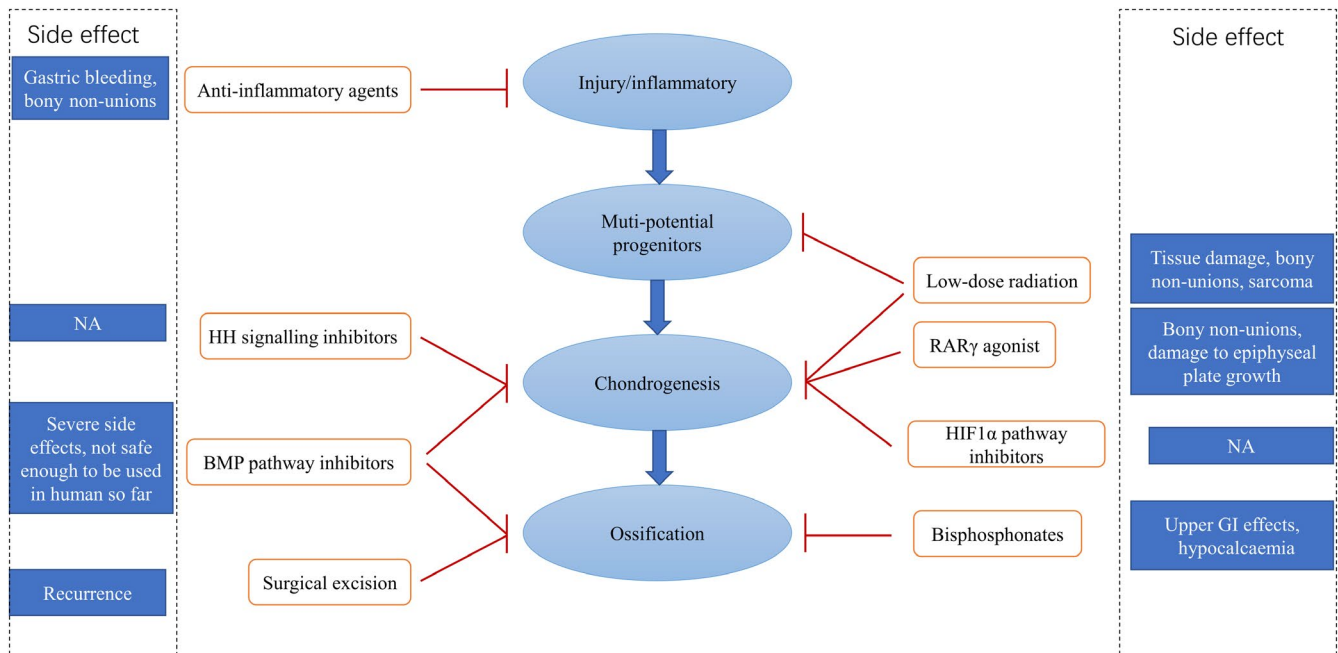 Side effect
Gastric bleeding,
bony non-unions
NA
Severe side
effects, not safe
enough to be used
in human so far
Recurrence
Anti-inflammatory agents
HH signalling inhibitors
BMP pathway inhibitors
Surgical excision
Injury/inflammatory
Muti-potential
progenitors
Chondrogenesis
Ossification
Low-dose radiation
RARγ agonist
HIF1α pathway
inhibitors
Bisphosphonates
Side effect
Tissue damage, bony
non-unions, sarcoma
Bony non-unions,
damage to epiphyseal
plate growth
NA
Upper GI effects,
hypocalcaemia